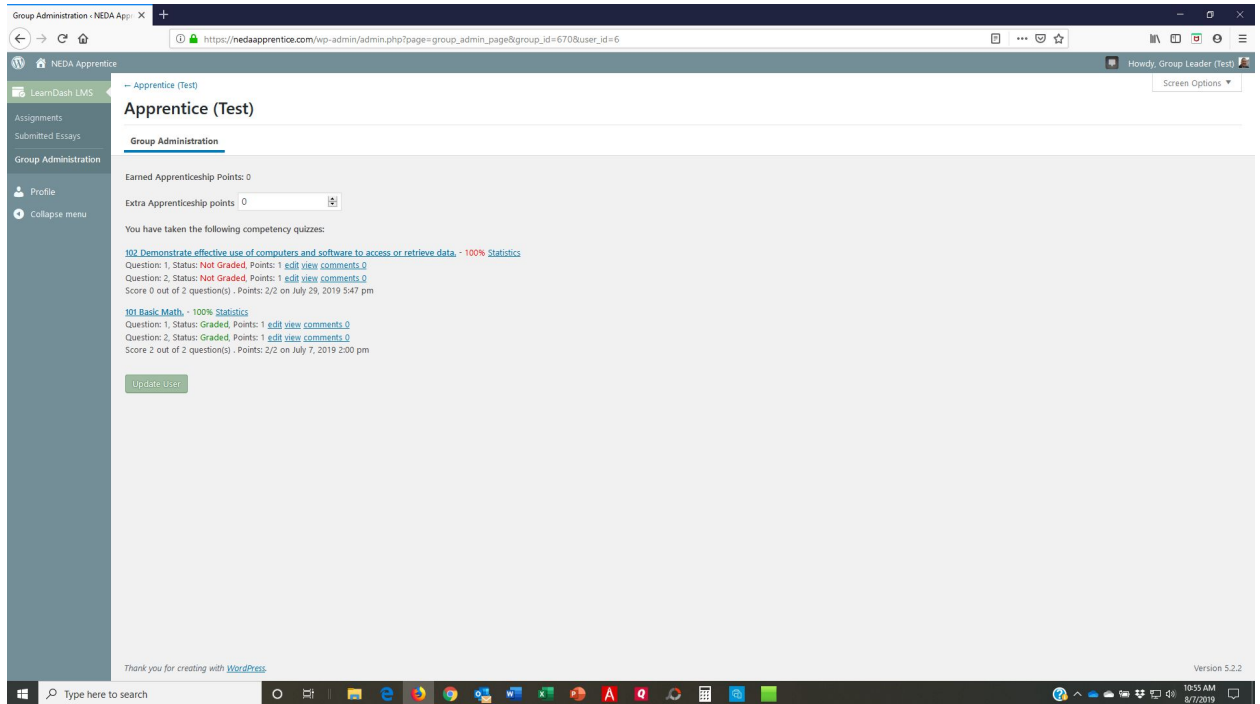 Group Administration ‹ NEDA Appr
https://nedaapprentice.com/wp-admin/admin.php?page=group_admin_page&group_id=670&user_id=6
NEDA Apprentice
Howdy, Group Leader (Test)
LearnDash LMS
Assignments
Submitted Essays
Group Administration
Profile
Collapse menu
← Apprentice (Test)
Screen Options ▼
Apprentice (Test)
Group Administration
Earned Apprenticeship Points: 0
Extra Apprenticeship points 0
You have taken the following competency quizzes:
102 Demonstrate effective use of computers and software to access or retrieve data. - 100% Statistics
Question: 1, Status: Not Graded, Points: 1 edit view comments 0
Question: 2, Status: Not Graded, Points: 1 edit view comments 0
Score 0 out of 2 question(s) . Points: 2/2 on July 29, 2019 5:47 pm
101 Basic Math. - 100% Statistics
Question: 1, Status: Graded, Points: 1 edit view comments 0
Question: 2, Status: Graded, Points: 1 edit view comments 0
Score 2 out of 2 question(s) . Points: 2/2 on July 7, 2019 2:00 pm
Update User
Thank you for creating with WordPress.
Version 5.2.2
Type here to search
10:55 AM
8/7/2019